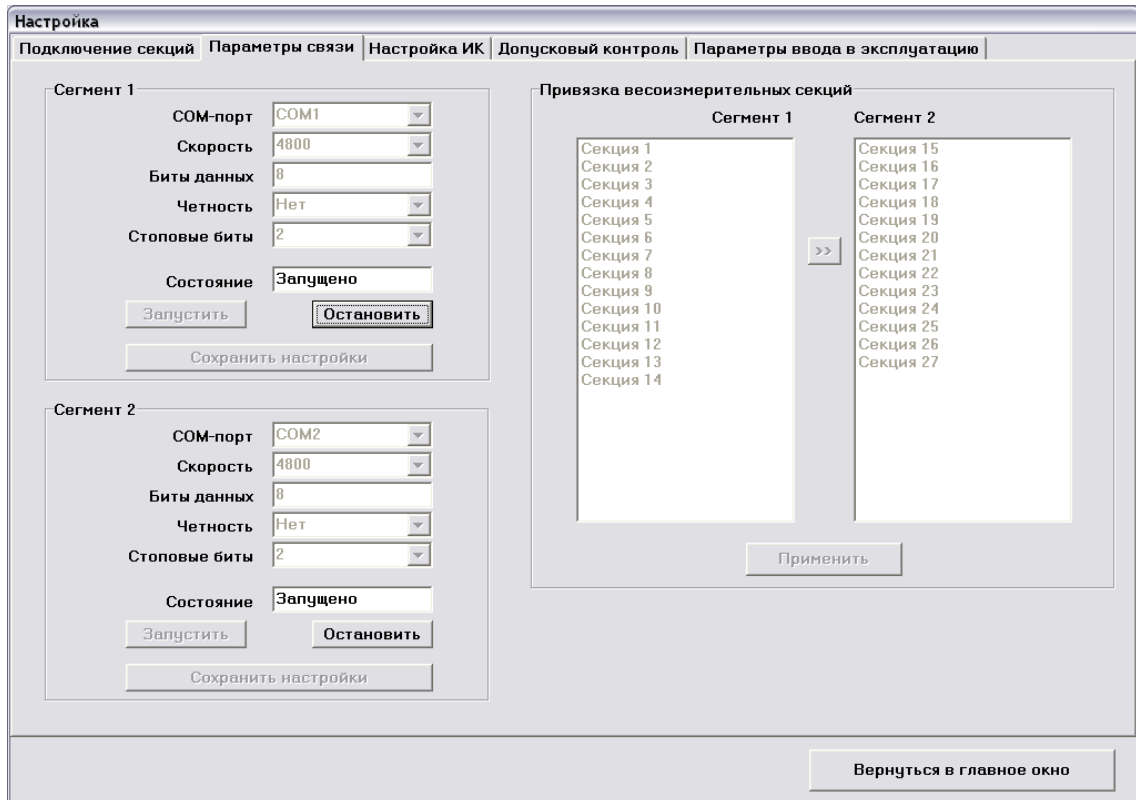 Настройка
Подключение секций Параметры связи Настройка ИК Допусковый контроль Параметры ввода в эксплуатацию
Сегмент 1
COM-порт COM1
Скорость 4800
Биты данных 8
Четность Нет
Стоповые биты 2
Состояние Запущено
Запустить Остановить
Сохранить настройки
Сегмент 2
COM-порт COM2
Скорость 4800
Биты данных 8
Четность Нет
Стоповые биты 2
Состояние Запущено
Запустить Остановить
Сохранить настройки
Привязка весоизмерительных секций
Сегмент 1
Секция 1
Секция 2
Секция 3
Секция 4
Секция 5
Секция 6
Секция 7
Секция 8
Секция 9
Секция 10
Секция 11
Секция 12
Секция 13
Секция 14
>>
Сегмент 2
Секция 15
Секция 16
Секция 17
Секция 18
Секция 19
Секция 20
Секция 21
Секция 22
Секция 23
Секция 24
Секция 25
Секция 26
Секция 27
Применить
Вернуться в главное окно